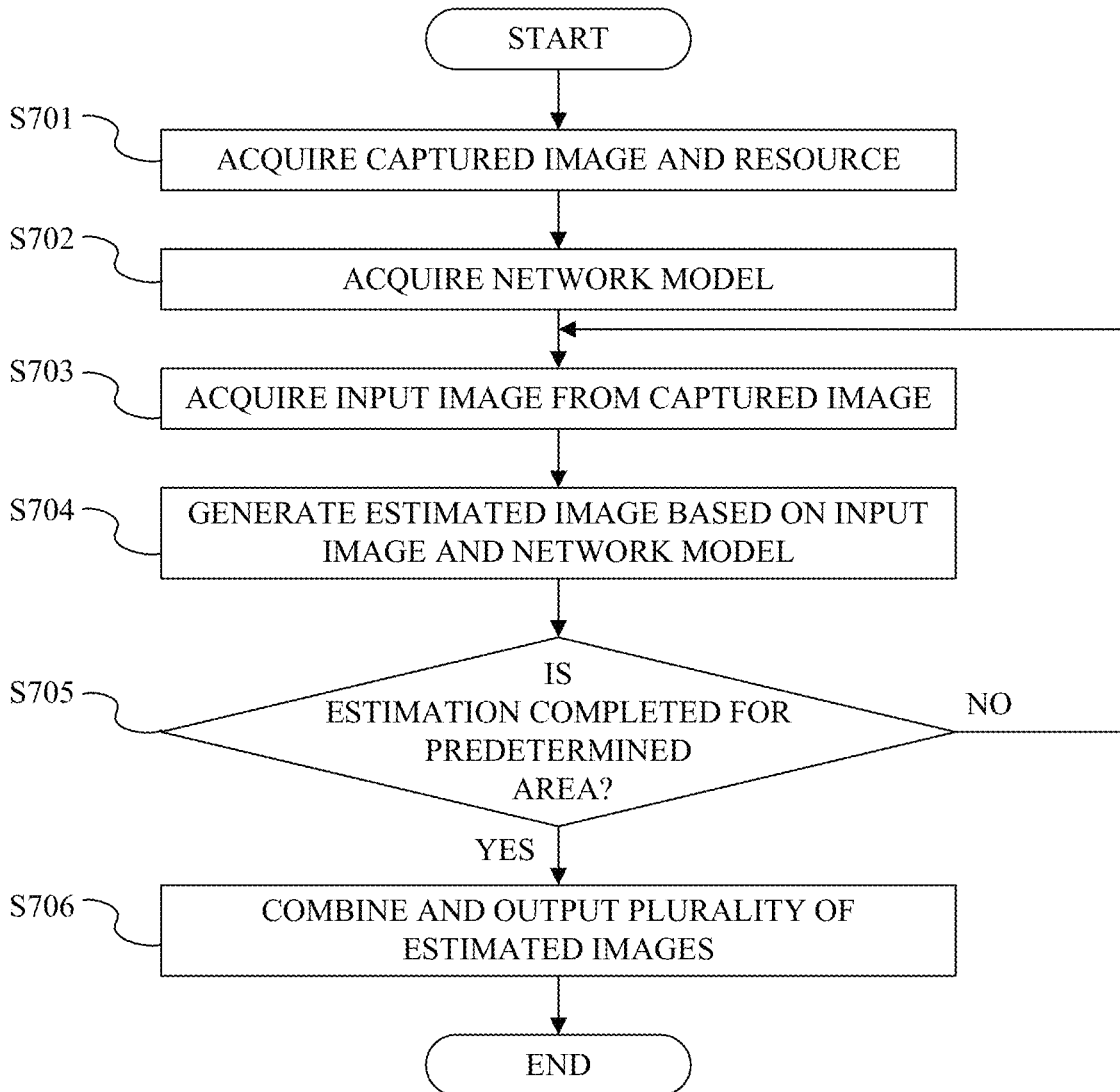 START
S701
ACQUIRE CAPTURED IMAGE AND RESOURCE
S702
ACQUIRE NETWORK MODEL
S703
ACQUIRE INPUT IMAGE FROM CAPTURED IMAGE
S704
GENERATE ESTIMATED IMAGE BASED ON INPUT
IMAGE AND NETWORK MODEL
S705
IS
ESTIMATION COMPLETED FOR
PREDETERMINED
AREA?
NO
YES
S706
COMBINE AND OUTPUT PLURALITY OF
ESTIMATED IMAGES
END